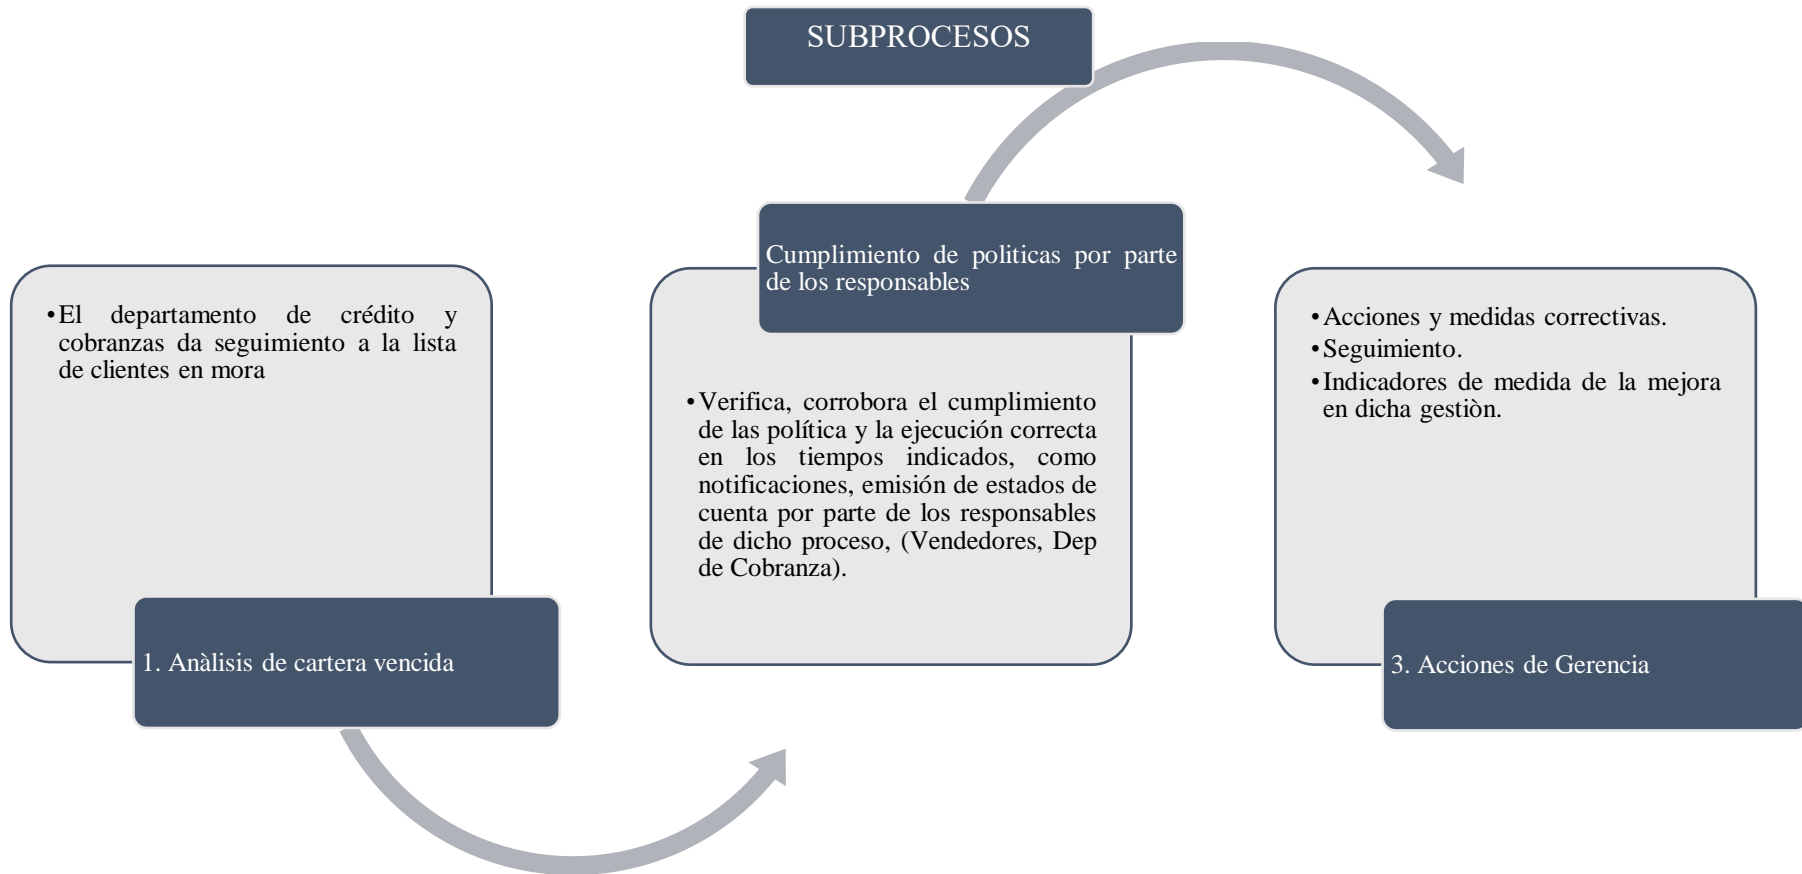 SUBPROCESOS
•El departamento de crédito y
cobranzas da seguimiento a la lista
de clientes en mora
1. Anàlisis de cartera vencida
Cumplimiento de politicas por parte
de los responsables
•Verifica, corrobora el cumplimiento
de las política y la ejecución correcta
en los tiempos indicados, como
notificaciones, emisión de estados de
cuenta por parte de los responsables
de dicho proceso, (Vendedores, Dep
de Cobranza).
•Acciones y medidas correctivas.
•Seguimiento.
•Indicadores de medida de la mejora
en dicha gestiòn.
3. Acciones de Gerencia